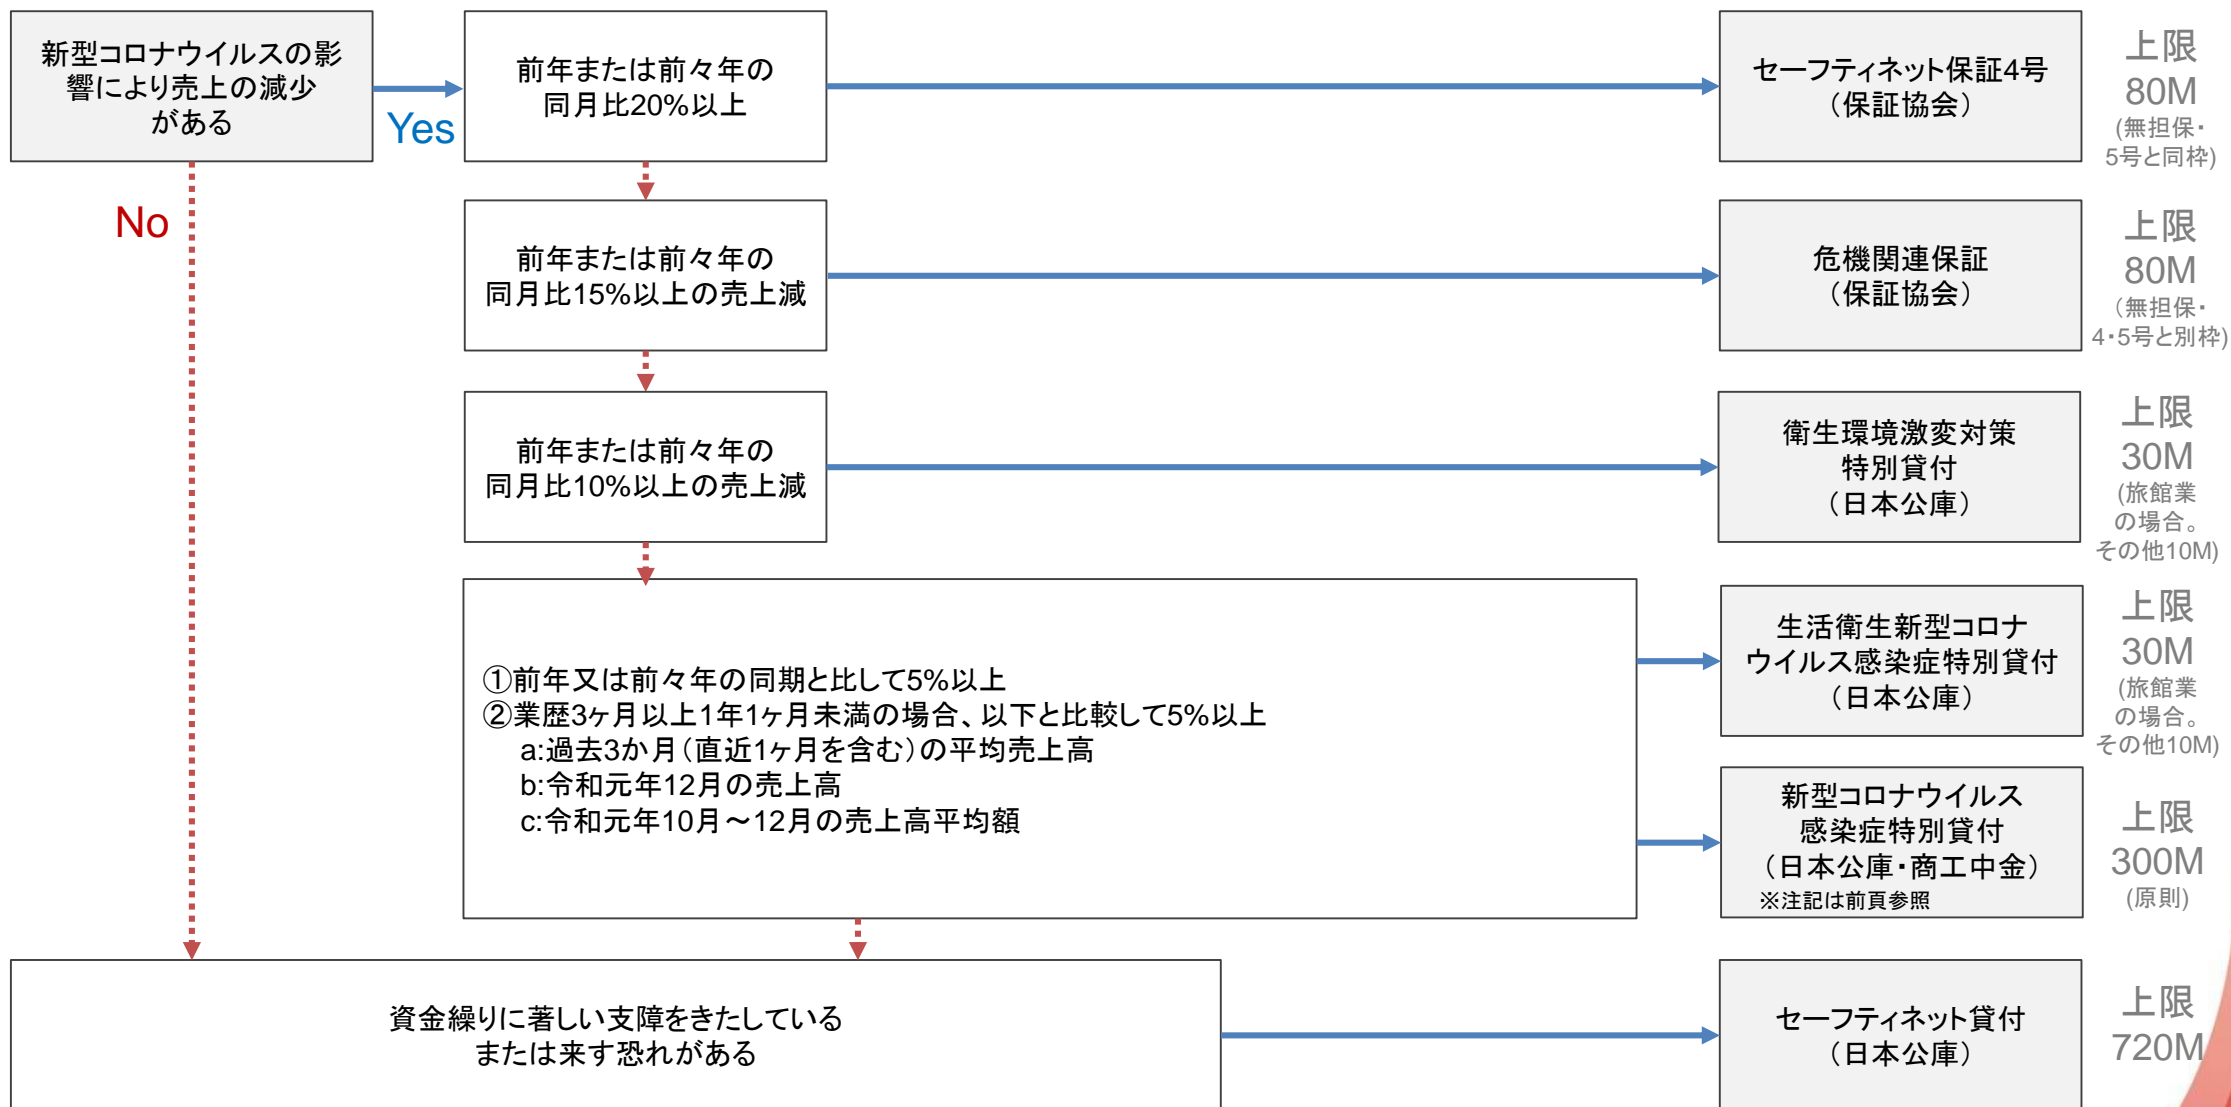 新型コロナウイルスの影
響により売上の減少
がある
Yes
No
前年または前々年の
同月比20%以上
セーフティネット保証4号
（保証協会）
上限
80M
(無担保・
5号と同枠)
前年または前々年の
同月比15%以上の売上減
危機関連保証
（保証協会）
上限
80M
（無担保・
4・5号と別枠)
前年または前々年の
同月比10%以上の売上減
衛生環境激変対策
特別貸付
（日本公庫）
上限
30M
(旅館業
の場合。
その他10M)
①前年又は前々年の同期と比して5%以上
②業歴3ヶ月以上1年1ヶ月未満の場合、以下と比較して5%以上
a:過去3か月（直近1ヶ月を含む）の平均売上高
b:令和元年12月の売上高
c:令和元年10月～12月の売上高平均額
生活衛生新型コロナ
ウイルス感染症特別貸付
（日本公庫）
上限
30M
(旅館業
の場合。
その他10M)
新型コロナウイルス
感染症特別貸付
（日本公庫・商工中金）
※注記は前頁参照
上限
300M
(原則)
資金繰りに著しい支障をきたしている
または来す恐れがある
セーフティネット貸付
（日本公庫）
上限
720M